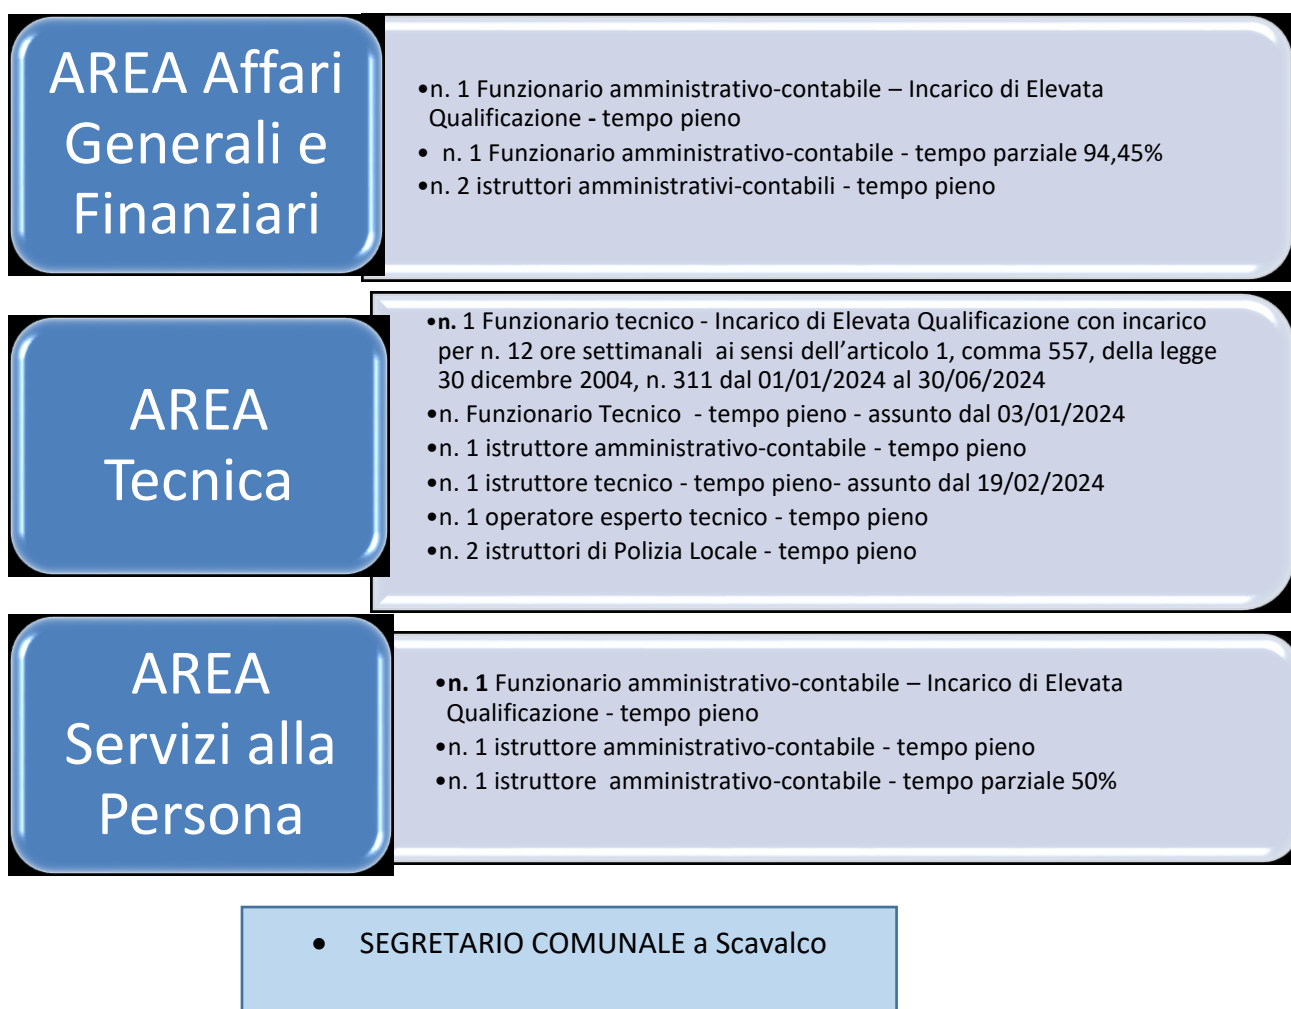 AREA Affari
Generali e
Finanziari
•n. 1 Funzionario amministrativo-contabile – Incarico di Elevata
Qualificazione - tempo pieno
• n. 1 Funzionario amministrativo-contabile - tempo parziale 94,45%
•n. 2 istruttori amministrativi-contabili - tempo pieno
AREA
Tecnica
•n. 1 Funzionario tecnico - Incarico di Elevata Qualificazione con incarico
per n. 12 ore settimanali ai sensi dell’articolo 1, comma 557, della legge
30 dicembre 2004, n. 311 dal 01/01/2024 al 30/06/2024
•n. Funzionario Tecnico - tempo pieno - assunto dal 03/01/2024
•n. 1 istruttore amministrativo-contabile - tempo pieno
•n. 1 istruttore tecnico - tempo pieno- assunto dal 19/02/2024
•n. 1 operatore esperto tecnico - tempo pieno
•n. 2 istruttori di Polizia Locale - tempo pieno
AREA
Servizi alla
Persona
•n. 1 Funzionario amministrativo-contabile – Incarico di Elevata
Qualificazione - tempo pieno
•n. 1 istruttore amministrativo-contabile - tempo pieno
•n. 1 istruttore amministrativo-contabile - tempo parziale 50%
• SEGRETARIO COMUNALE a Scavalco